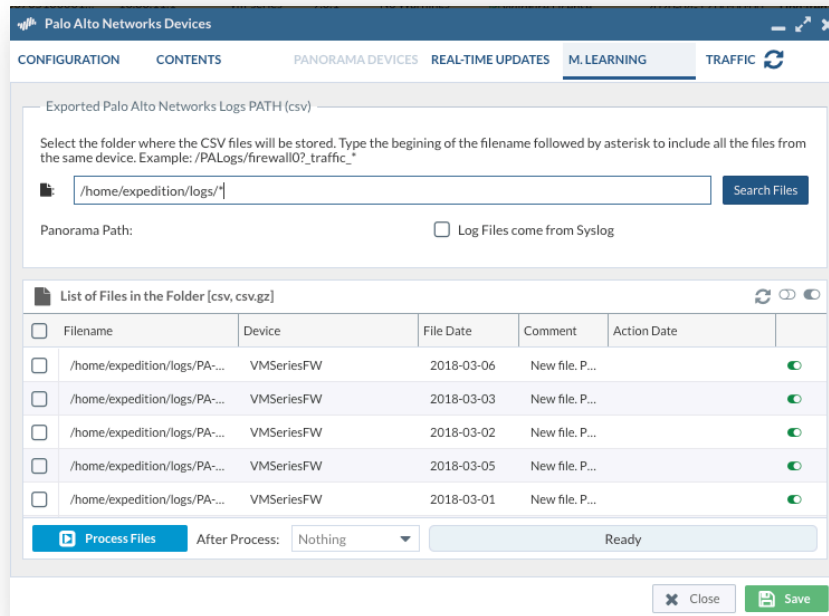 Palo Alto Networks Devices
CONFIGURATION CONTENTS PANORAMA DEVICES REAL-TIME UPDATES M. LEARNING TRAFFIC
Exported Palo Alto Networks Logs PATH (csv)
Select the folder where the CSV files will be stored. Type the begining of the filename followed by asterisk to include all the files from
the same device. Example: /PALogs/firewall0?_traffic_*
/home/expedition/logs/* Search Files
Panorama Path: Log Files come from Syslog
List of Files in the Folder [csv, csv.gz]
Filename Device File Date Comment Action Date
/home/expedition/logs/PA-... VMSeriesFW 2018-03-06 New file. P...
/home/expedition/logs/PA-... VMSeriesFW 2018-03-03 New file. P...
/home/expedition/logs/PA-... VMSeriesFW 2018-03-02 New file. P...
/home/expedition/logs/PA-... VMSeriesFW 2018-03-05 New file. P...
/home/expedition/logs/PA-... VMSeriesFW 2018-03-01 New file. P...
Process Files After Process: Nothing Ready
Close Save